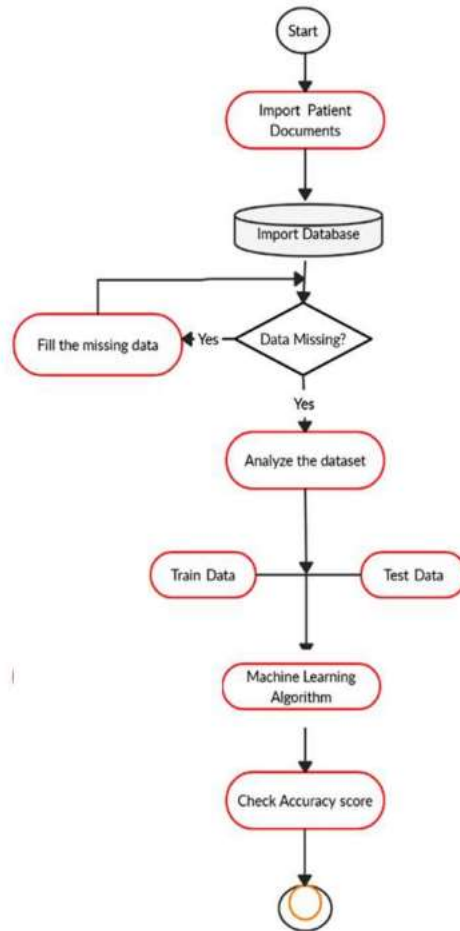 Start
Import Patient
Documents
Import Database
Fill the missing data
Yes
Data Missing?
Yes
Analyze the dataset
Train Data
Test Data
Machine Learning
Algorithm
Check Accuracy score